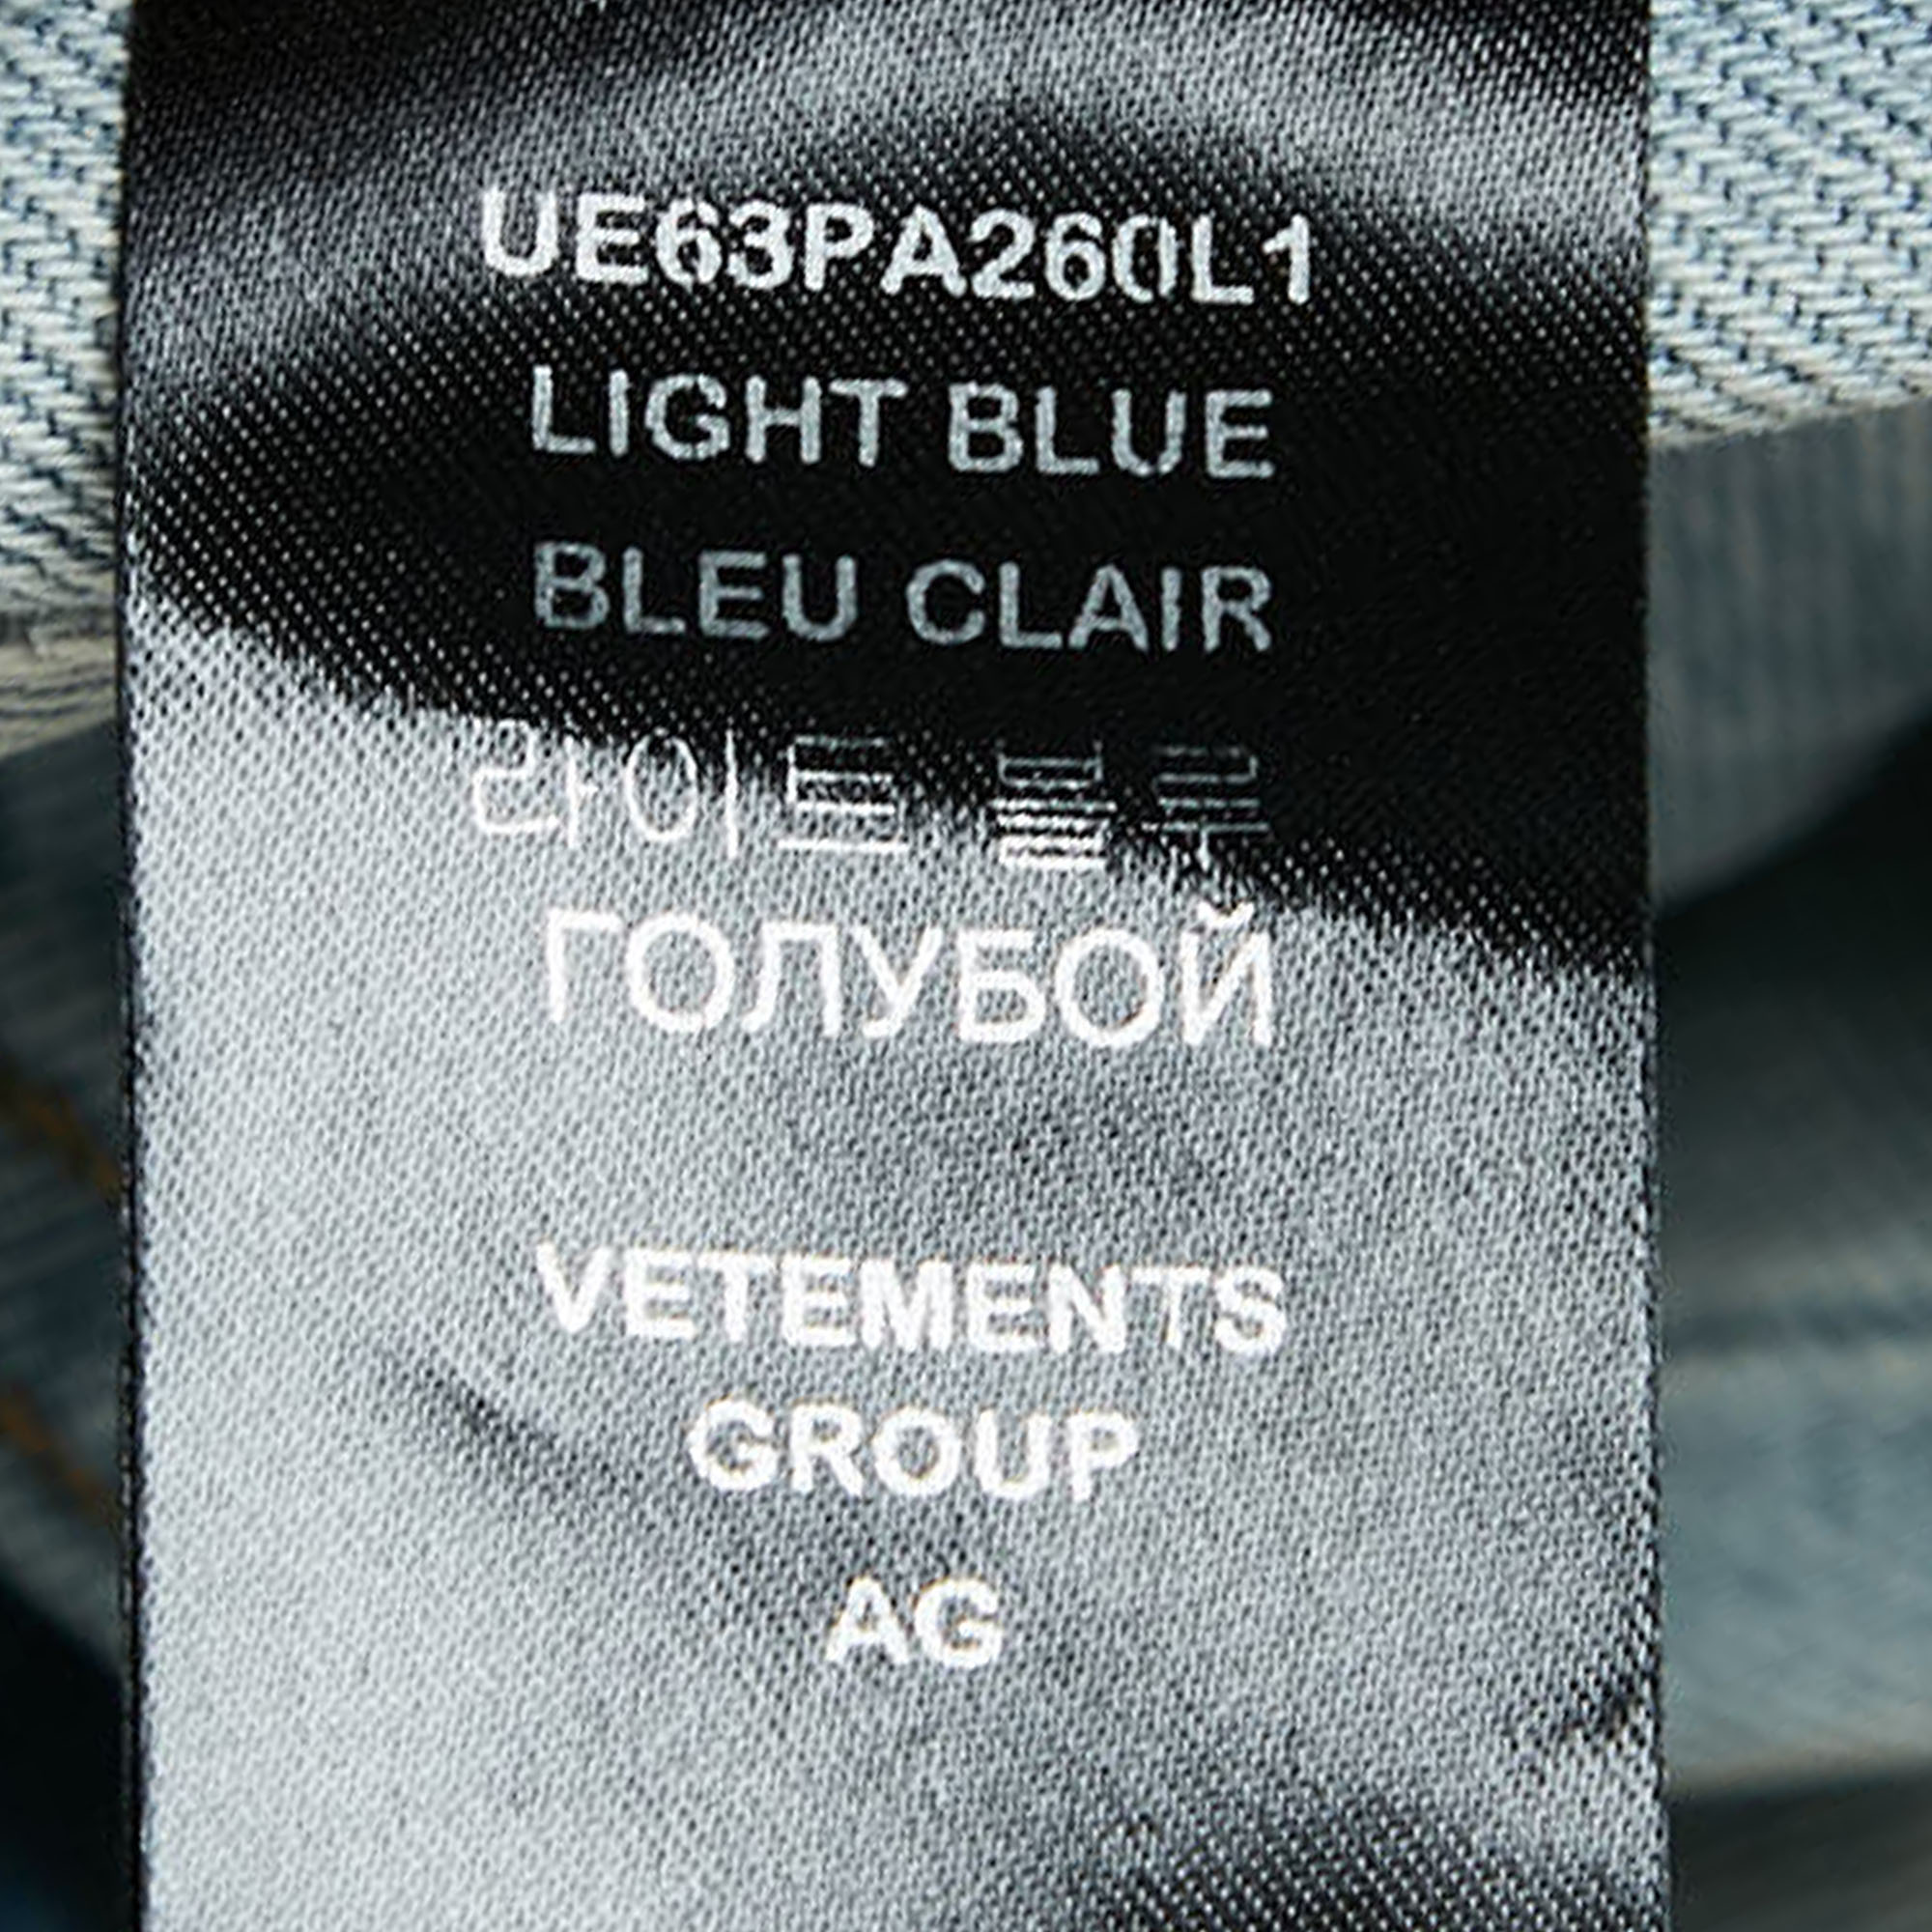 UE63PA260L1
LIGHT BLUE
BLEU CLAIR
라이트 블루
ГОЛУБОЙ
VETEMENTS
GROUP
AG